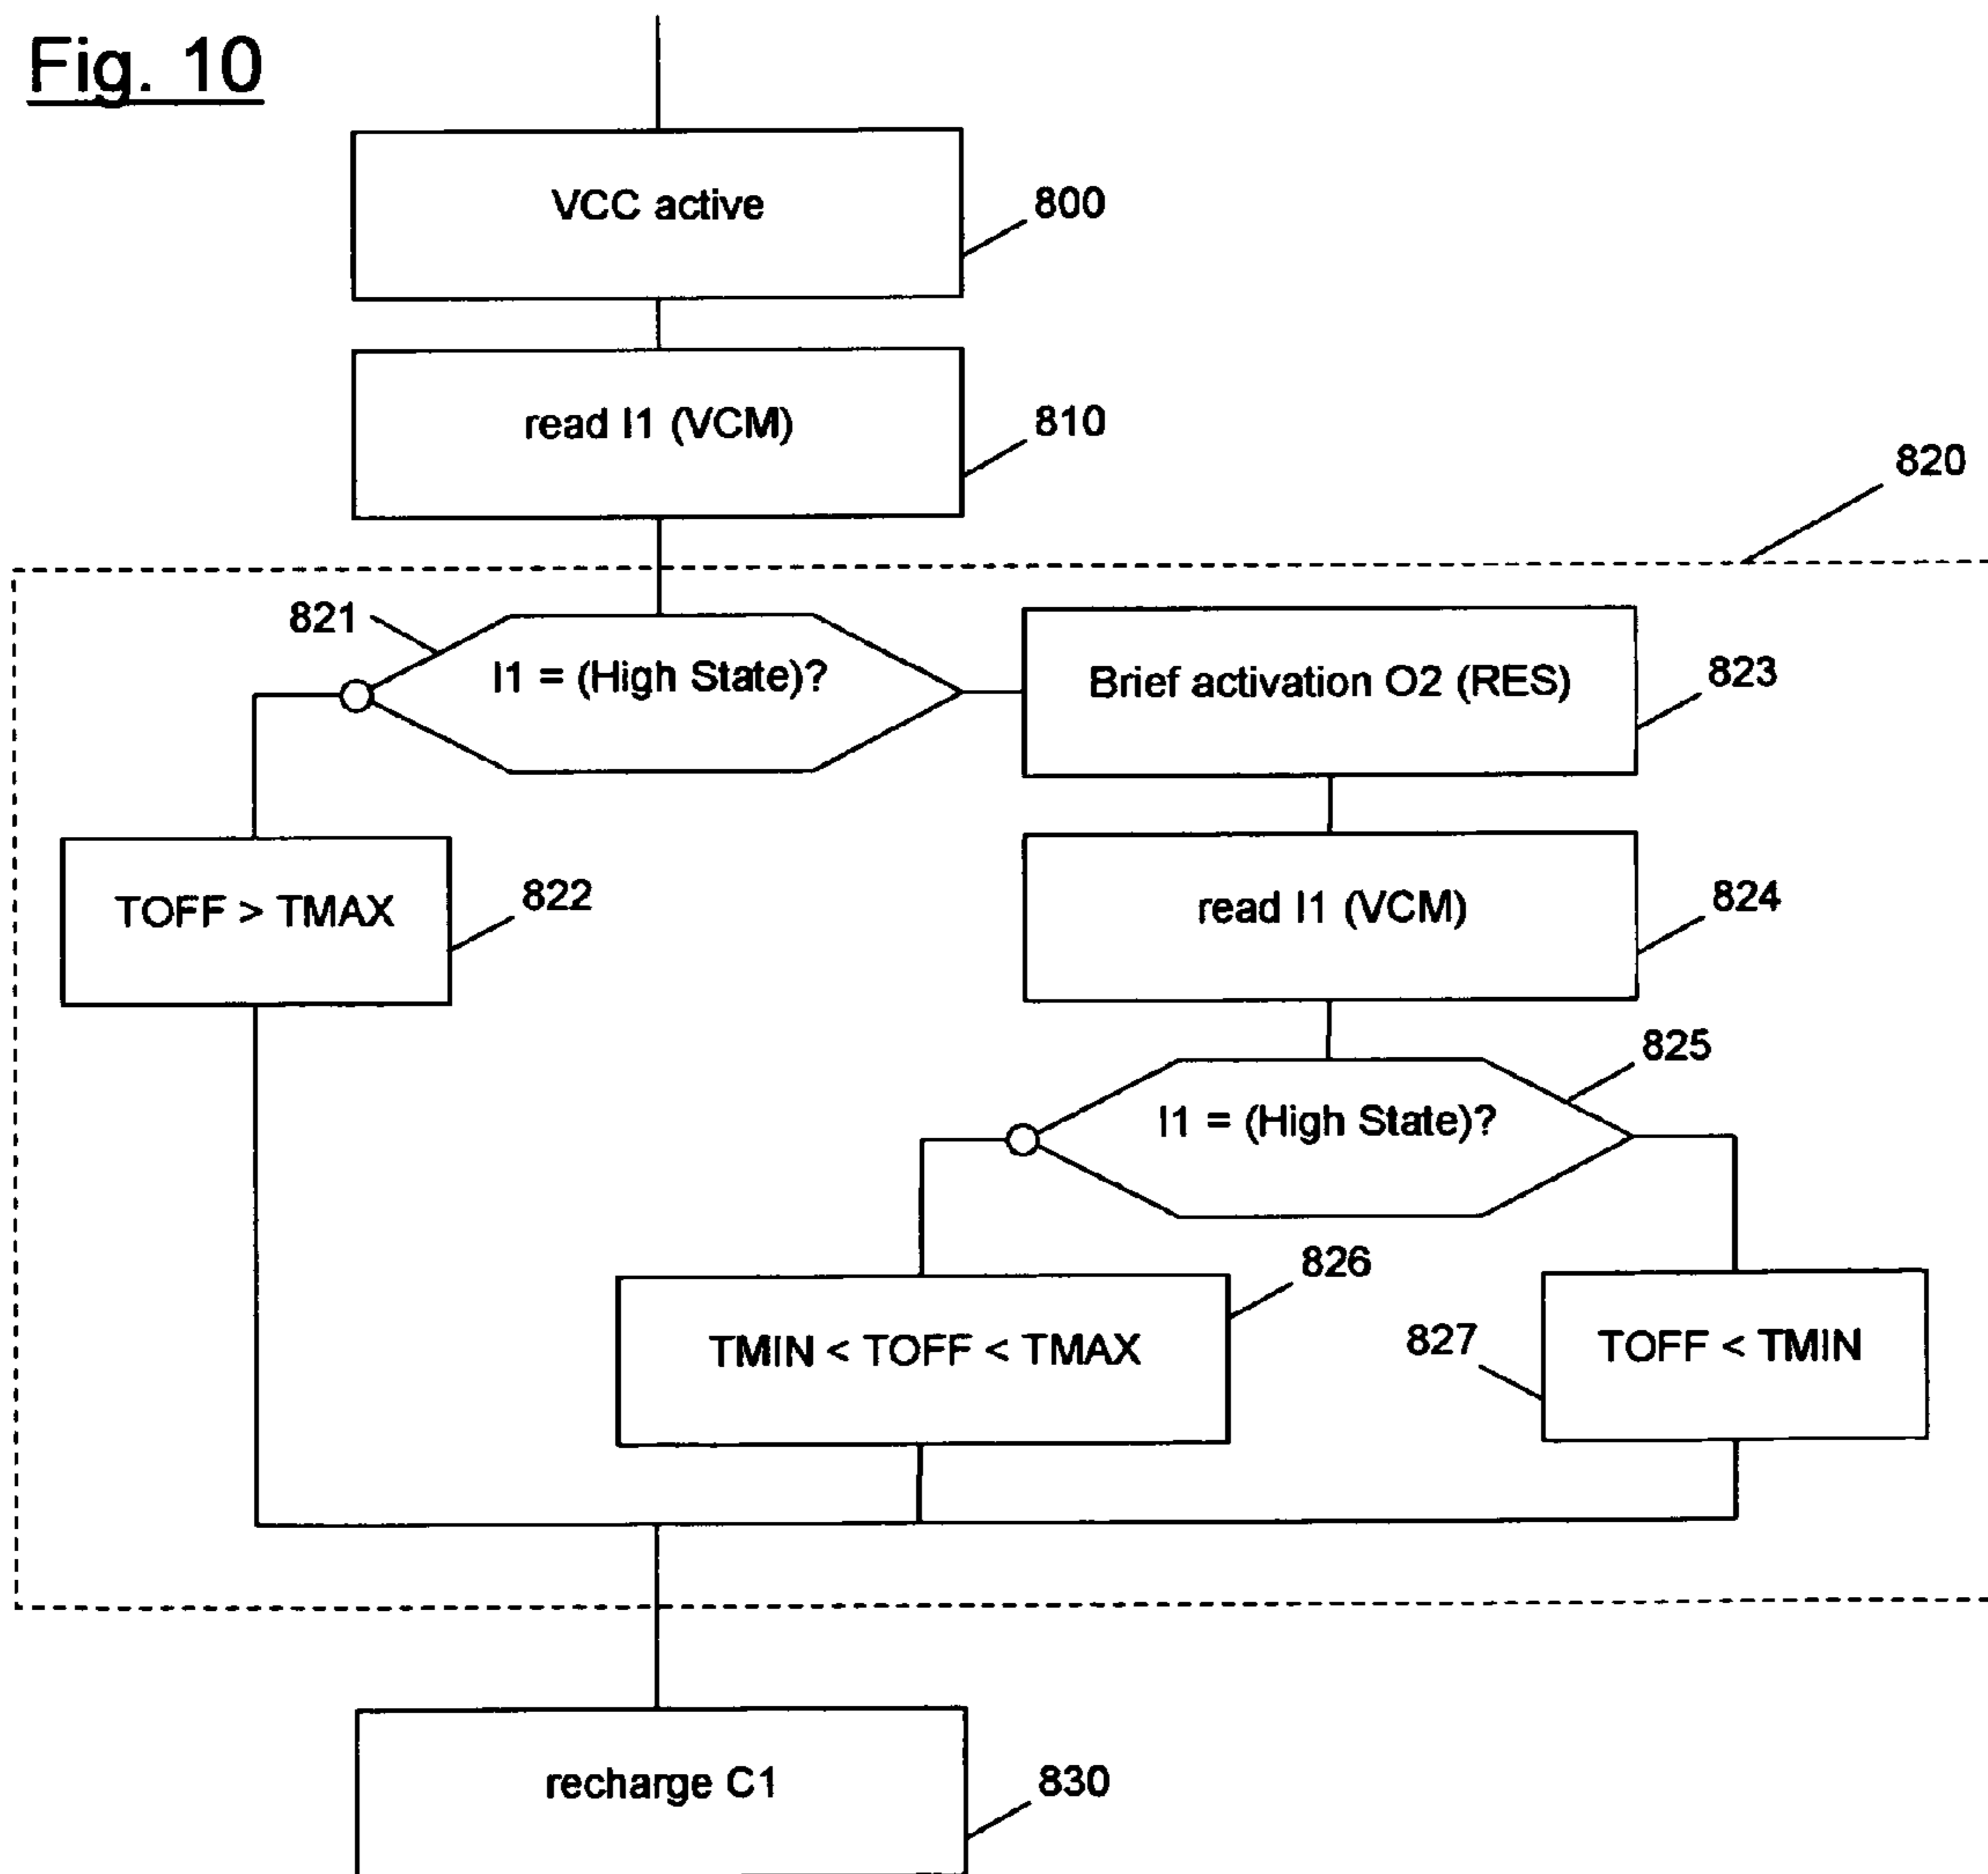 Fig. 10
VCC active
800
read I1 (VCM)
810
820
821
I1 = (High State)?
Brief activation O2 (RES)
823
TOFF > TMAX
822
read I1 (VCM)
824
825
I1 = (High State)?
826
TMIN < TOFF < TMAX
827
TOFF < TMIN
recharge C1
830